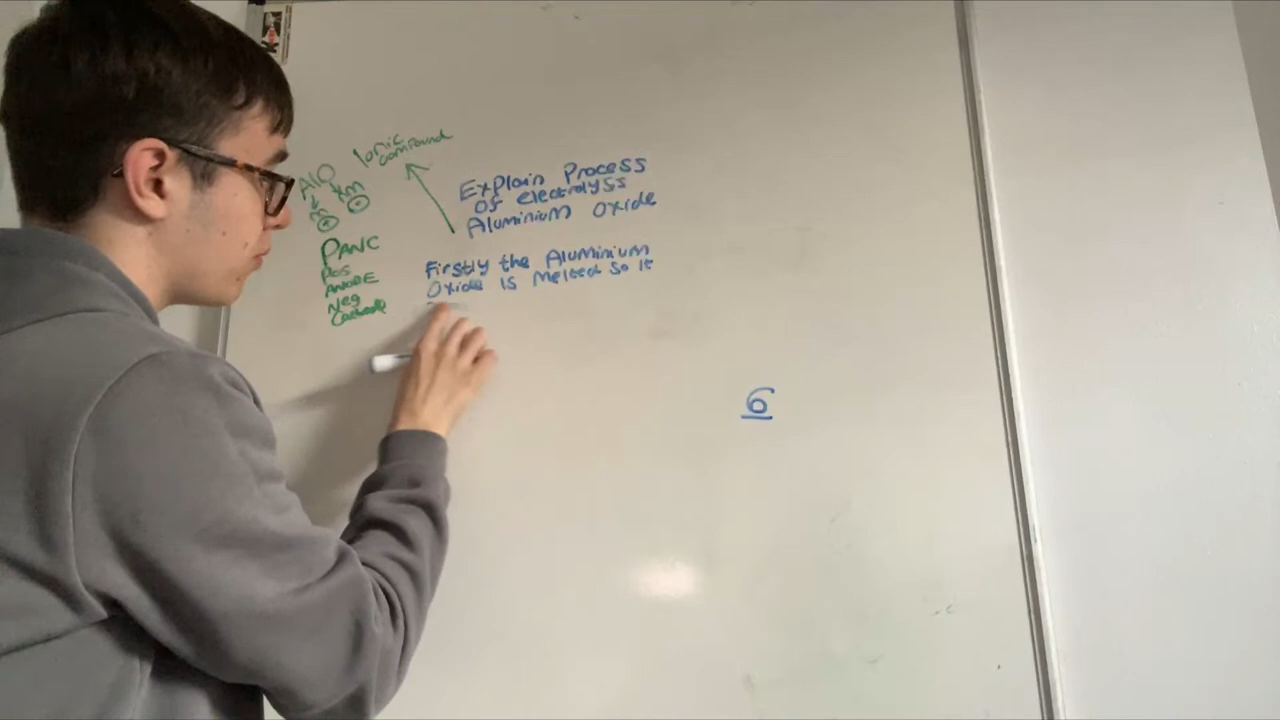 Ionic
compound
AlO
m
nm
+
-
PANC
Pos
ANODE
Neg
Cathode
Explain Process
Of electrolysis
Aluminium Oxide
Firstly the Aluminium
Oxide is Melted So it
6